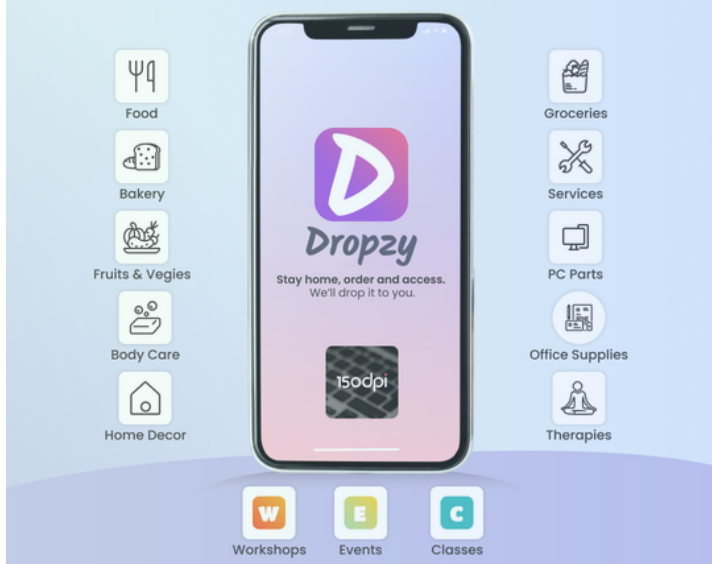 Food
Bakery
Fruits & Vegies
Body Care
Home Decor
D
Dropzy
Stay home, order and access.
We'll drop it to you.
150dpi
Groceries
Services
PC Parts
Office Supplies
Therapies
W
Workshops
E
Events
C
Classes